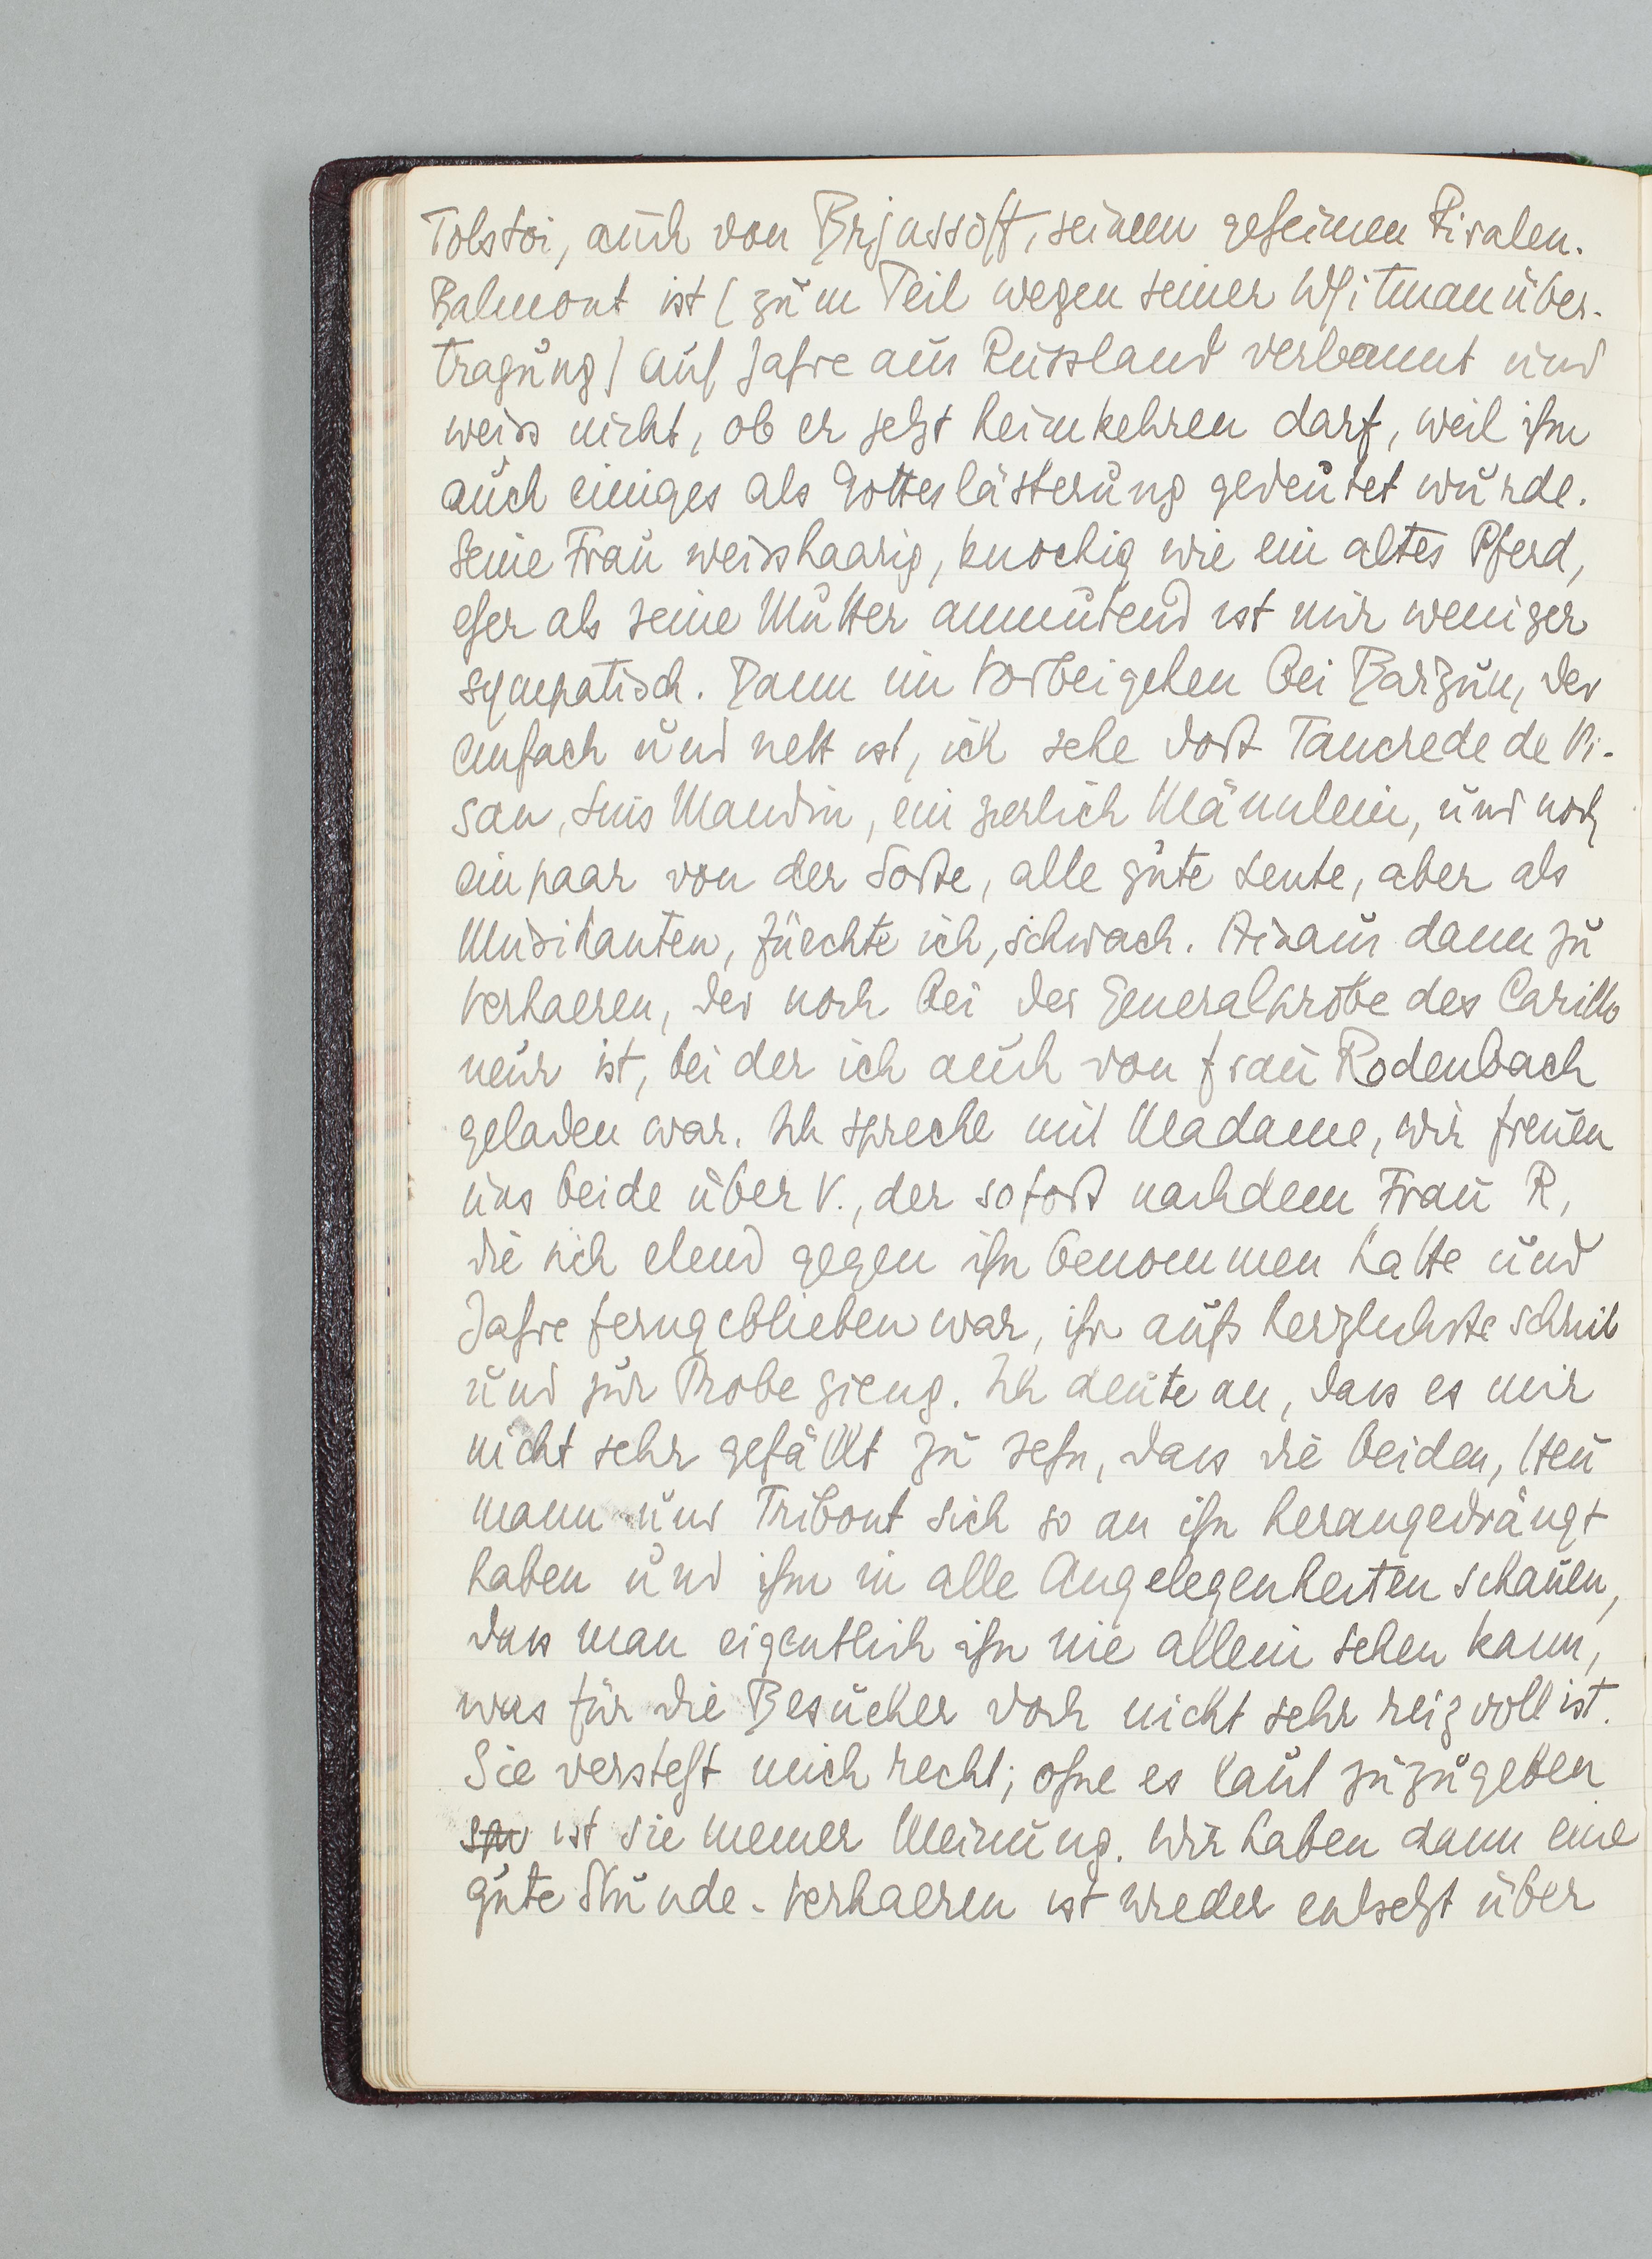 Tolstoi, auch von Brjussoff, seinem geheimen Rivalen.
Balmont ist (zum Teil wegen seiner Whitmanüber-
tragung) auf Jahre aus Russland verbannt und
weiss nicht, ob er jetzt heimkehren darf, weil ihm
auch einiges als Gotteslästerung gedeutet wurde.
Seine Frau weisshaarig, knochig wie ein altes Pferd,
eher als seine Mutter anmutend ist mir weniger
sympatisch. Dann im Vorbeigehen bei Barzun, der
einfach und nett ist, ich sehe dort Tancrede de Vi-
san, Luis Mandin, ein zierlich Männlein, und noch
ein paar von der Sorte, alle gute Leute, aber als
Musikanten, fürchte ich, schwach. Hinaus dann zu
Verhaeren, der noch bei der Generalprobe des Carillo
neur ist, bei der ich auch von Frau Rodenbach
geladen war. Ich spreche mit Madame, wir freuen
uns beide über V., der sofort nachdem Frau R,
die sich elend gegen ihn benommen hatte und
Jahre ferngeblieben war, ihr aufs herzlichste schrieb
und zur Probe gieng. Ich deute an, dass es mir
nicht sehr gefällt zu sehn, dass die beiden, Heu
mann und Tribout sich so an ihn herangedrängt
haben und ihm in alle Angelegenheiten schauen,
dass man eigentlich ihn nie allein sehen kann,
was für die Besucher doch nicht sehr reizvoll ist.
Sie versteht mich recht; ohne es laut zuzugeben
ist sie meiner Meinung. Wir haben dann eine
gute Stunde. Verhaeren ist wieder entsetzt über